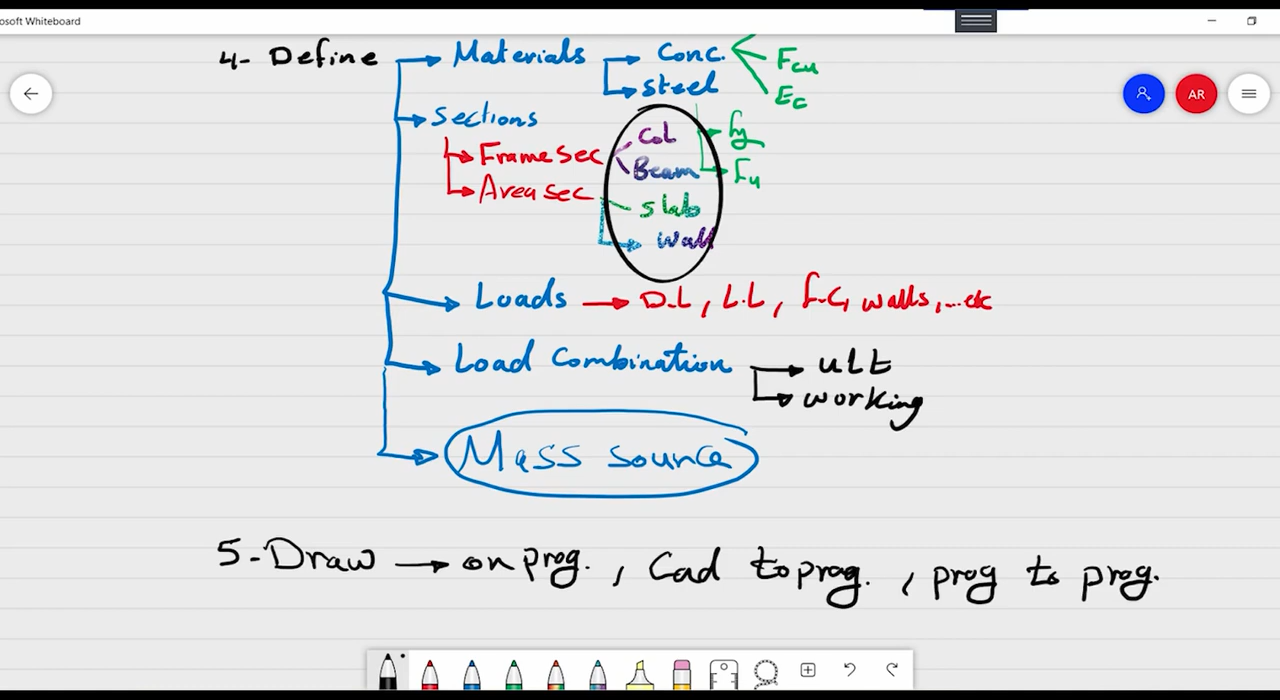 osoft Whiteboard
4- Define → Materials → Conc. Fcu
AR
→ Steel Ec
→ Sections
→ Frame sec Col fy
Beam Fu
→ Area sec slab
→ Wall
→ Loads → D.L, L.L, F.C, walls, ...etc
→ Load Combination → ULt
→ working
→ Mass source
5- Draw → on prog. , Cad to prog. , prog to prog.